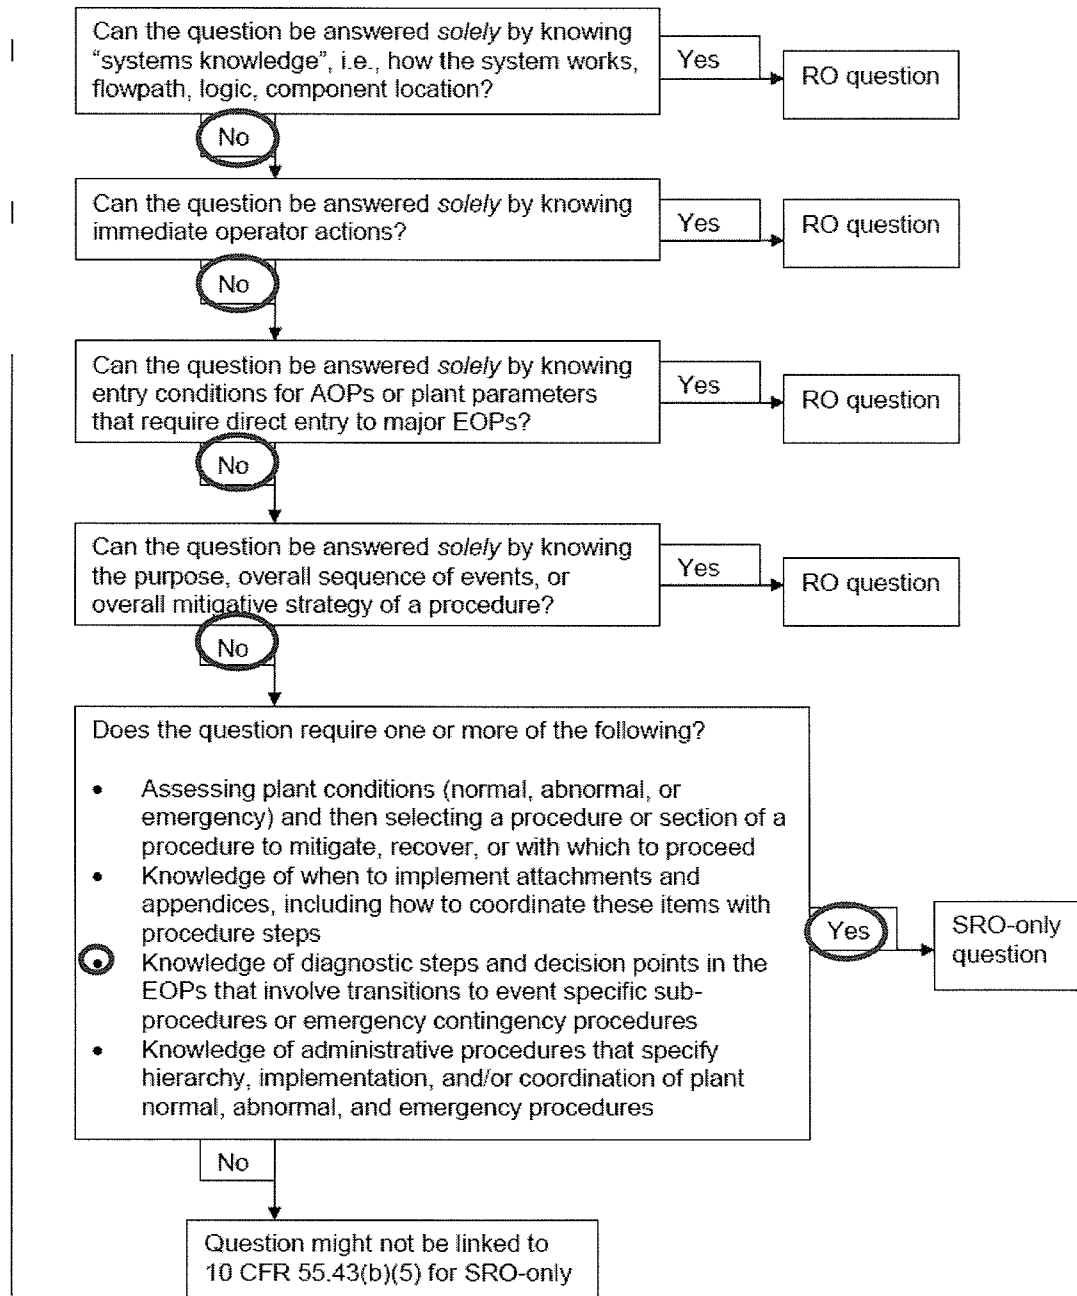 Can the question be answered solely by knowing
"systems knowledge", i.e., how the system works,
flowpath, logic, component location?
Yes
RO question
No
Can the question be answered solely by knowing
immediate operator actions?
Yes
RO question
No
Can the question be answered solely by knowing
entry conditions for AOPs or plant parameters
that require direct entry to major EOPs?
Yes
RO question
No
Can the question be answered solely by knowing
the purpose, overall sequence of events, or
overall mitigative strategy of a procedure?
Yes
RO question
No
Does the question require one or more of the following?
• Assessing plant conditions (normal, abnormal, or
emergency) and then selecting a procedure or section of a
procedure to mitigate, recover, or with which to proceed
• Knowledge of when to implement attachments and
appendices, including how to coordinate these items with
procedure steps
• Knowledge of diagnostic steps and decision points in the
EOPs that involve transitions to event specific sub-
procedures or emergency contingency procedures
• Knowledge of administrative procedures that specify
hierarchy, implementation, and/or coordination of plant
normal, abnormal, and emergency procedures
Yes
SRO-only
question
No
Question might not be linked to
10 CFR 55.43(b)(5) for SRO-only